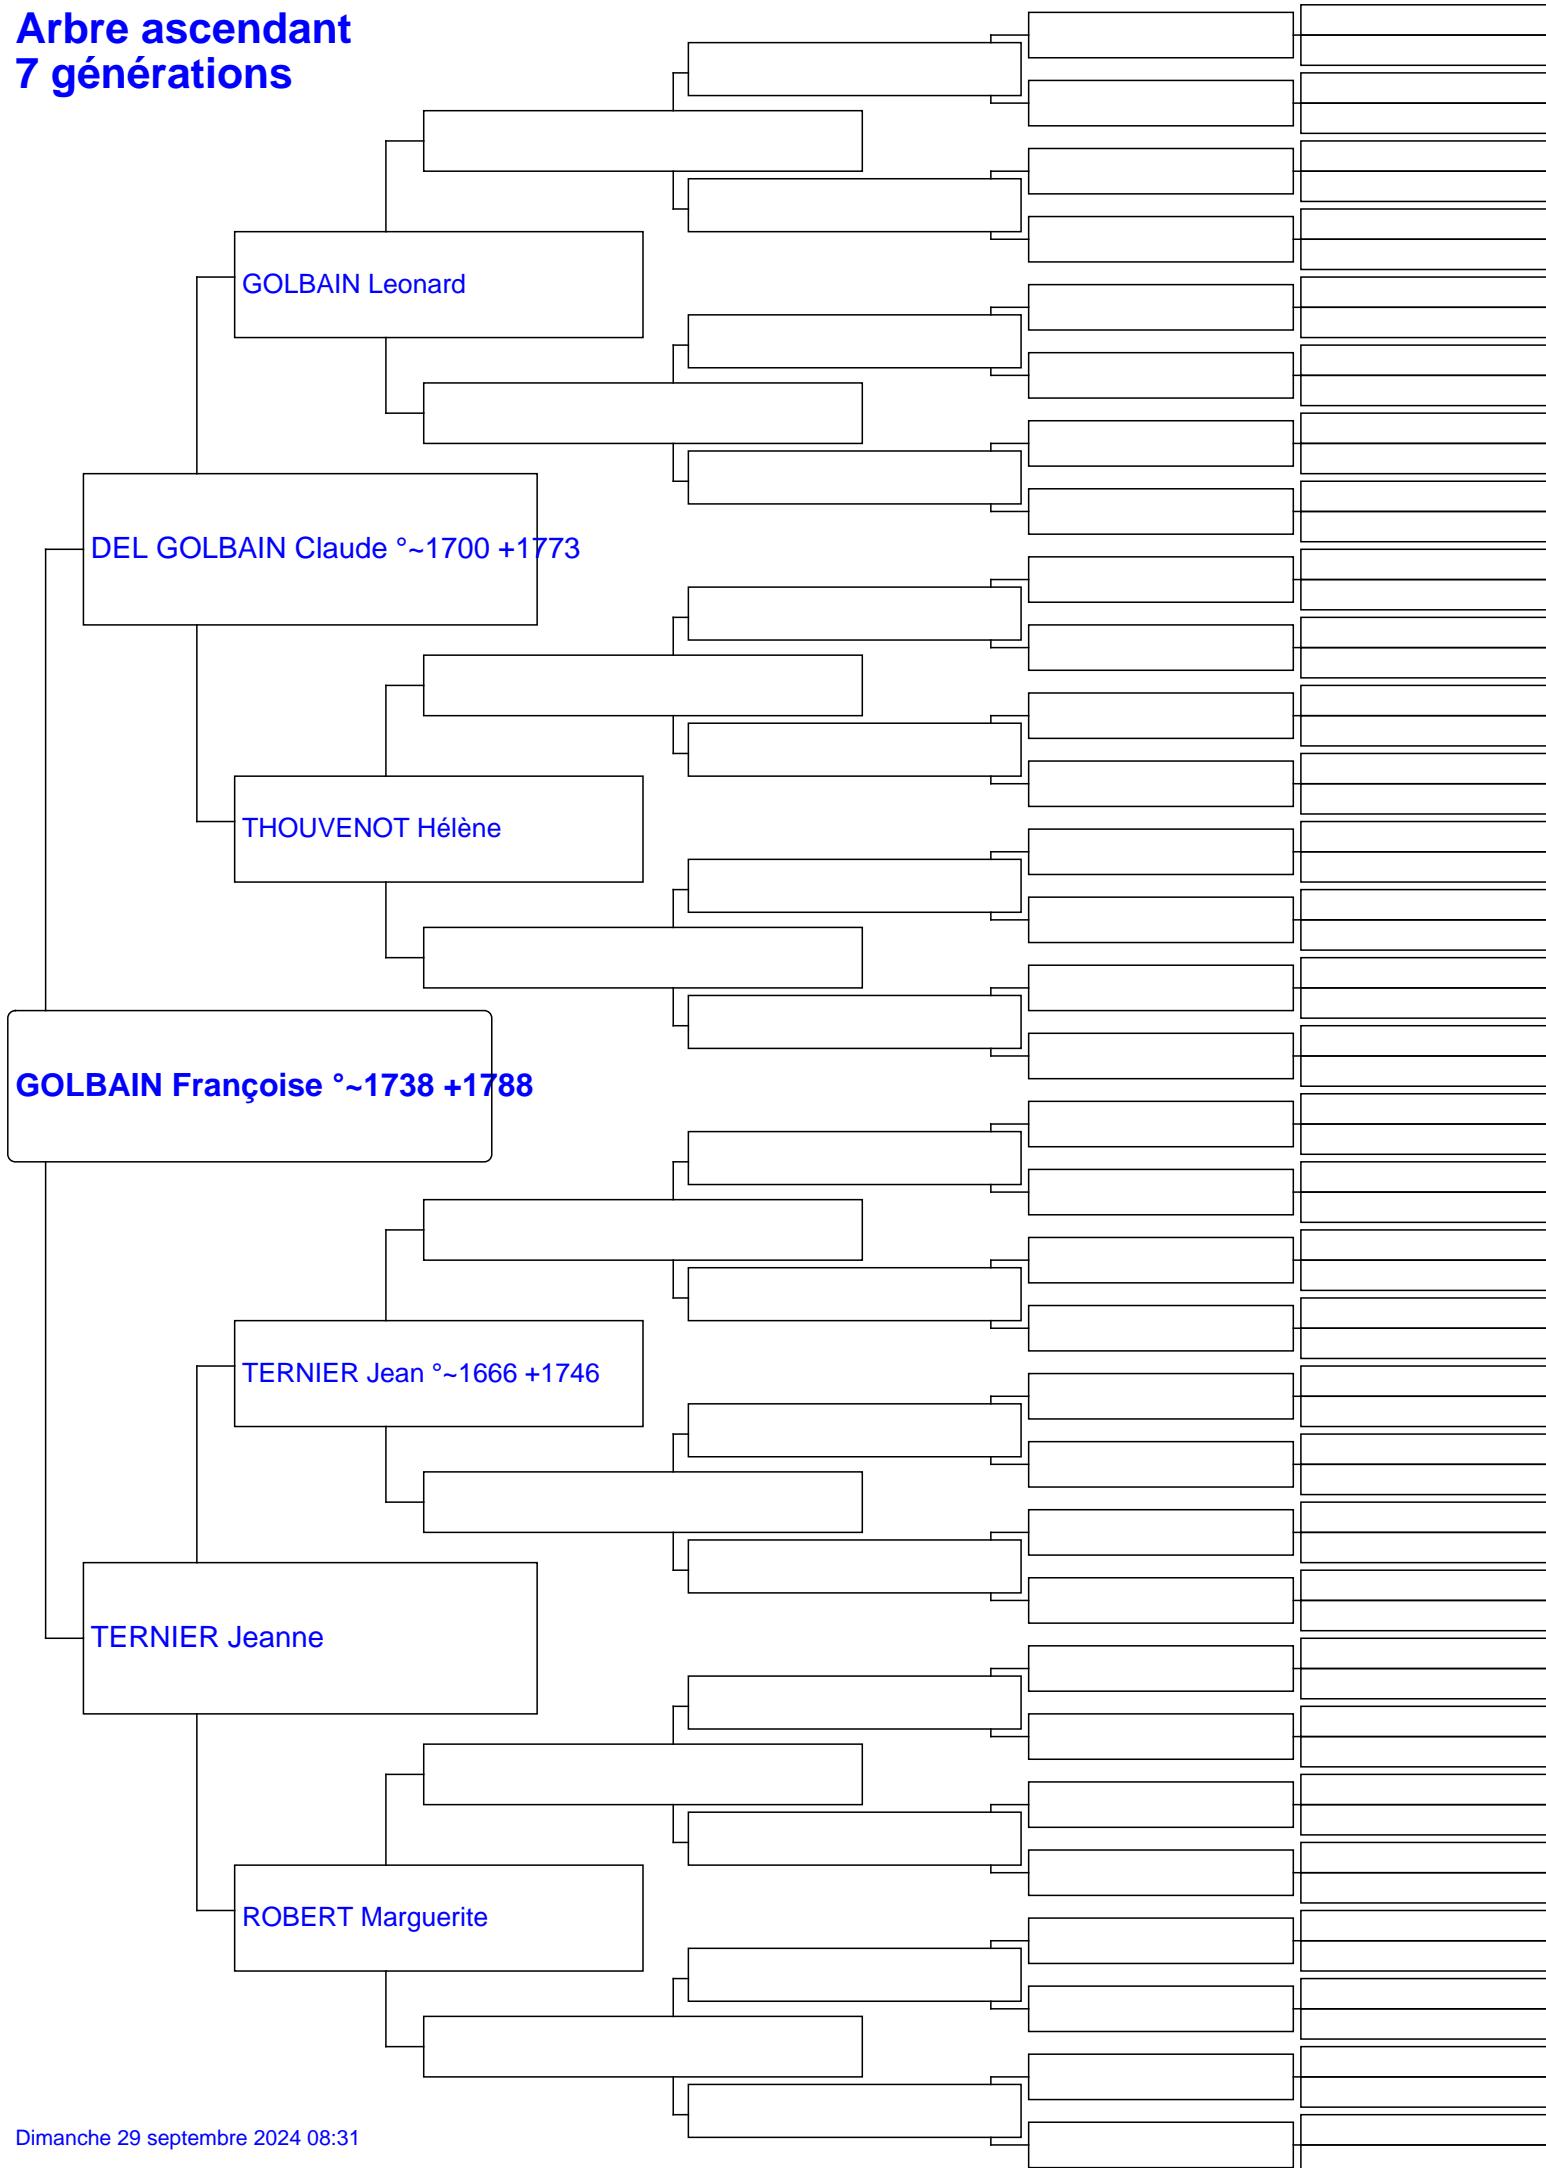 Arbre ascendant
7 générations
GOLBAIN Leonard
DEL GOLBAIN Claude °~1700 +1773
THOUVENOT Hélène
GOLBAIN Françoise °~1738 +1788
TERNIER Jean °~1666 +1746
TERNIER Jeanne
ROBERT Marguerite
Dimanche 29 septembre 2024 08:31